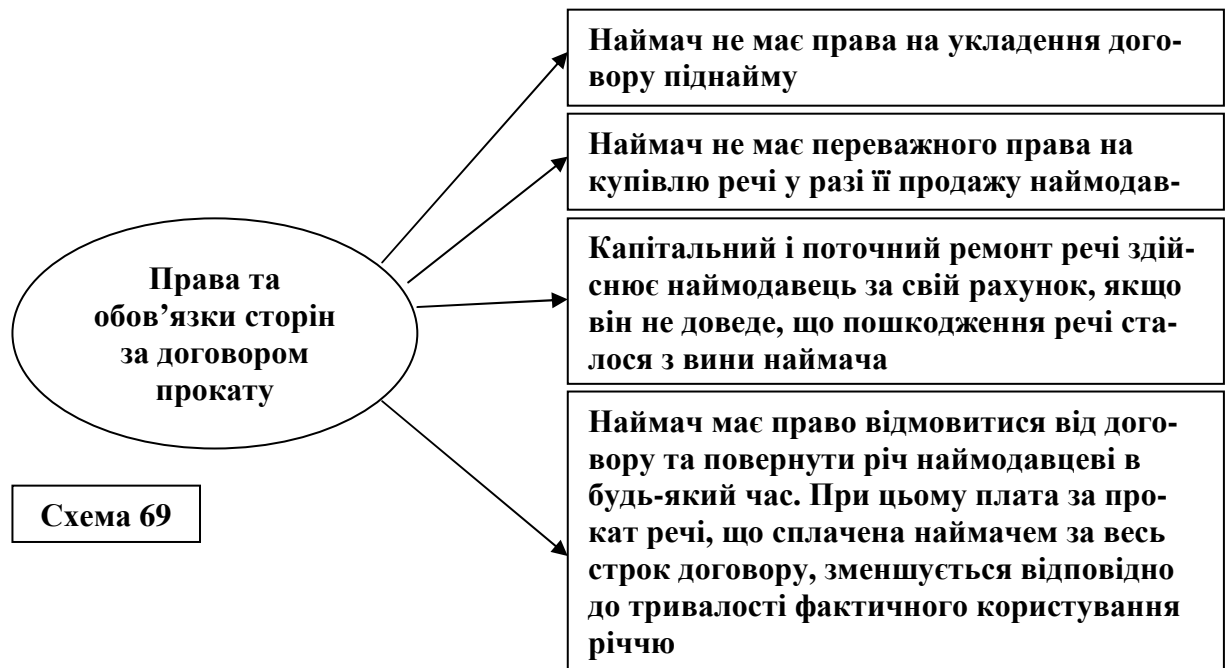 Права та
обов’язки сторін
за договором
прокату
Схема 69
Наймач не має права на укладення дого-
вору піднайму
Наймач не має переважного права на
купівлю речі у разі її продажу наймодав-
Капітальний і поточний ремонт речі здій-
снює наймодавець за свій рахунок, якщо
він не доведе, що пошкодження речі ста-
лося з вини наймача
Наймач має право відмовитися від дого-
вору та повернути річ наймодавцеві в
будь-який час. При цьому плата за про-
кат речі, що сплачена наймачем за весь
строк договору, зменшується відповідно
до тривалості фактичного користування
річчю